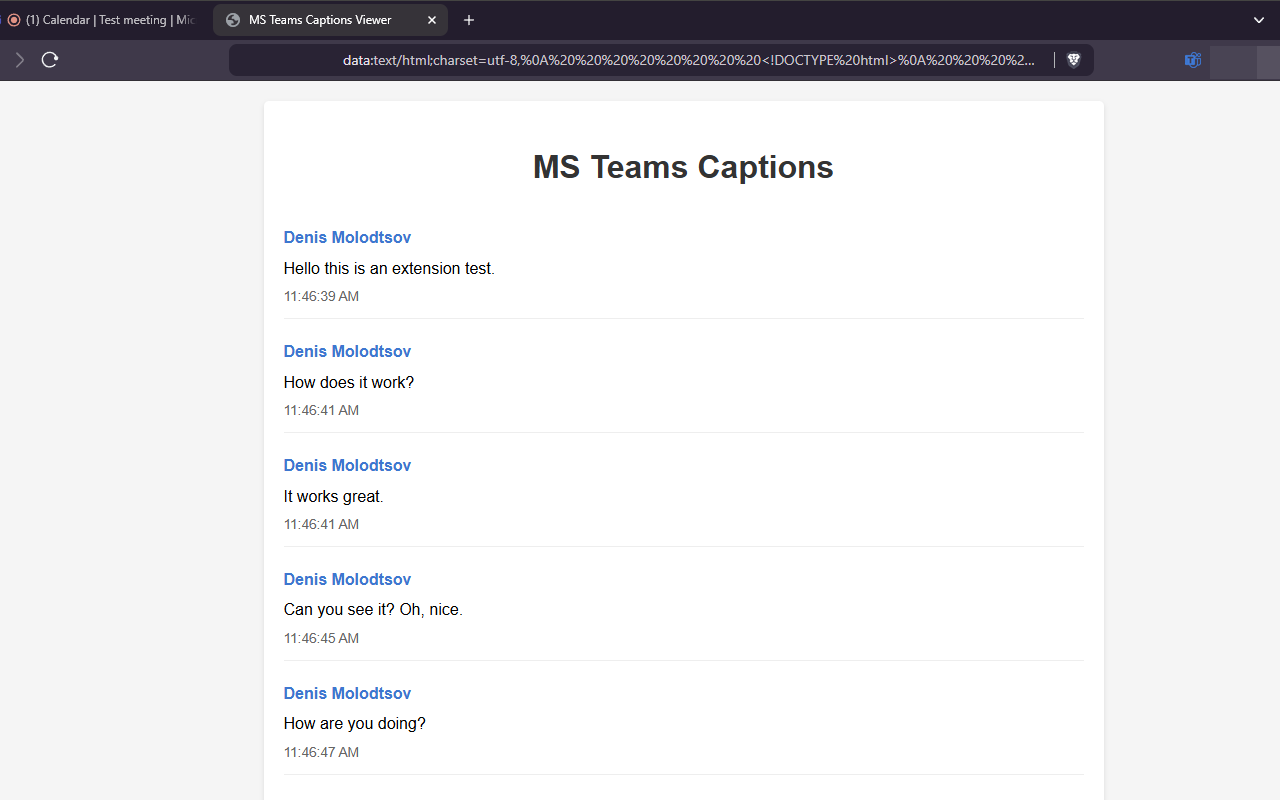 (1) Calendar | Test meeting | Mic
MS Teams Captions Viewer
data:text/html;charset=utf-8,%0A%20%20%20%20%20%20%20%20<!DOCTYPE%20html>%0A%20%20%20%2...
MS Teams Captions
Denis Molodtsov
Hello this is an extension test.
11:46:39 AM
Denis Molodtsov
How does it work?
11:46:41 AM
Denis Molodtsov
It works great.
11:46:41 AM
Denis Molodtsov
Can you see it? Oh, nice.
11:46:45 AM
Denis Molodtsov
How are you doing?
11:46:47 AM